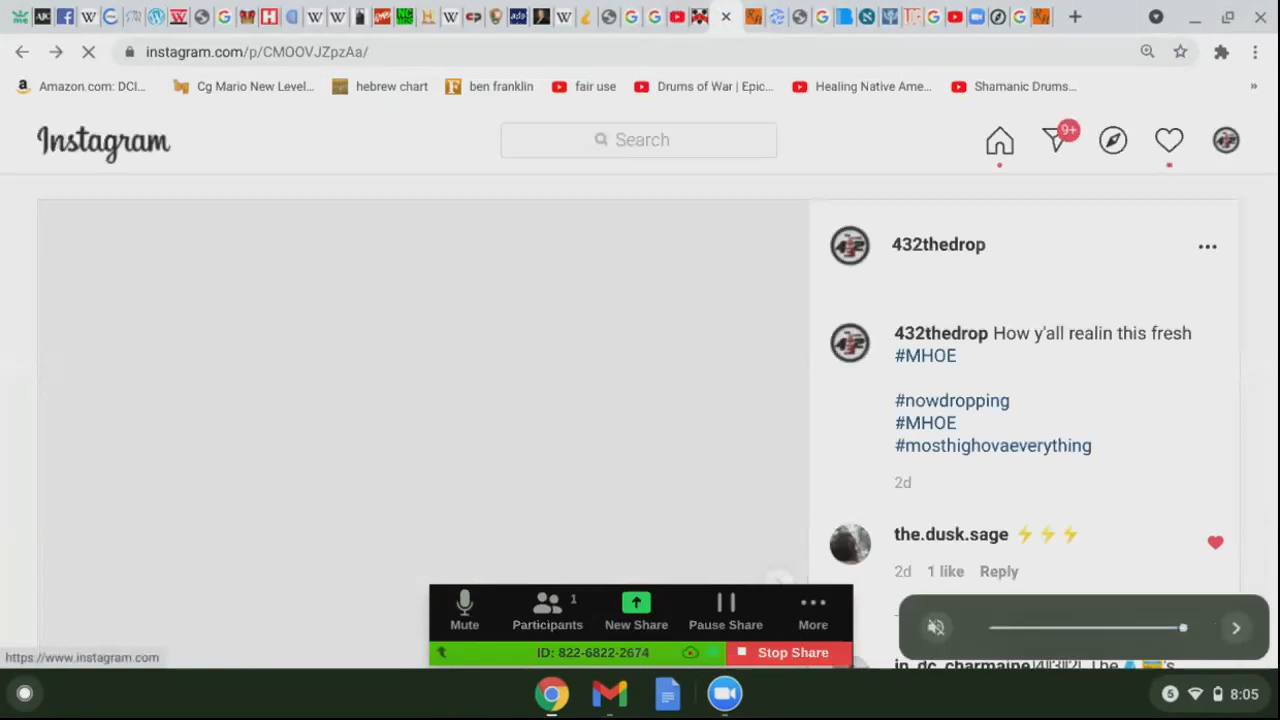 instagram.com/p/CMOOVJZpzAa/
Amazon.com: DCI...
Cg Mario New Level...
hebrew chart
ben franklin
fair use
Drums of War | Epic...
Healing Native Ame...
Shamanic Drums...
»
Instagram
Search
9+
432thedrop
432thedrop How y'all realin this fresh
#MHOE
#nowdropping
#MHOE
#mosthighovaeverything
2d
the.dusk.sage ⚡⚡⚡
2d 1 like Reply
in_dc_charmaine The 's
Mute
Participants 1
New Share
Pause Share
More
ID: 822-6822-2674
Stop Share
https://www.instagram.com
6
8:05